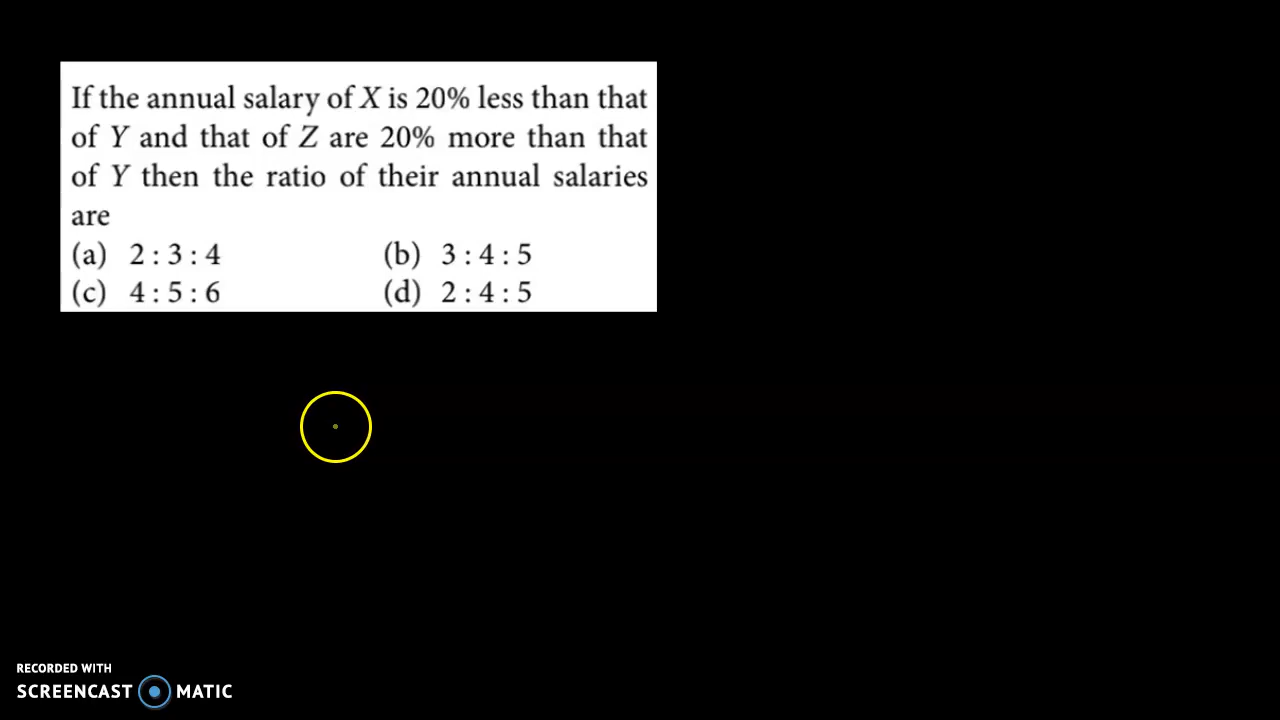 If the annual salary of X is 20% less than that
of Y and that of Z are 20% more than that
of Y then the ratio of their annual salaries
are
(a) 2 : 3 : 4 (b) 3 : 4 : 5
(c) 4 : 5 : 6 (d) 2 : 4 : 5
RECORDED WITH
SCREENCAST MATIC